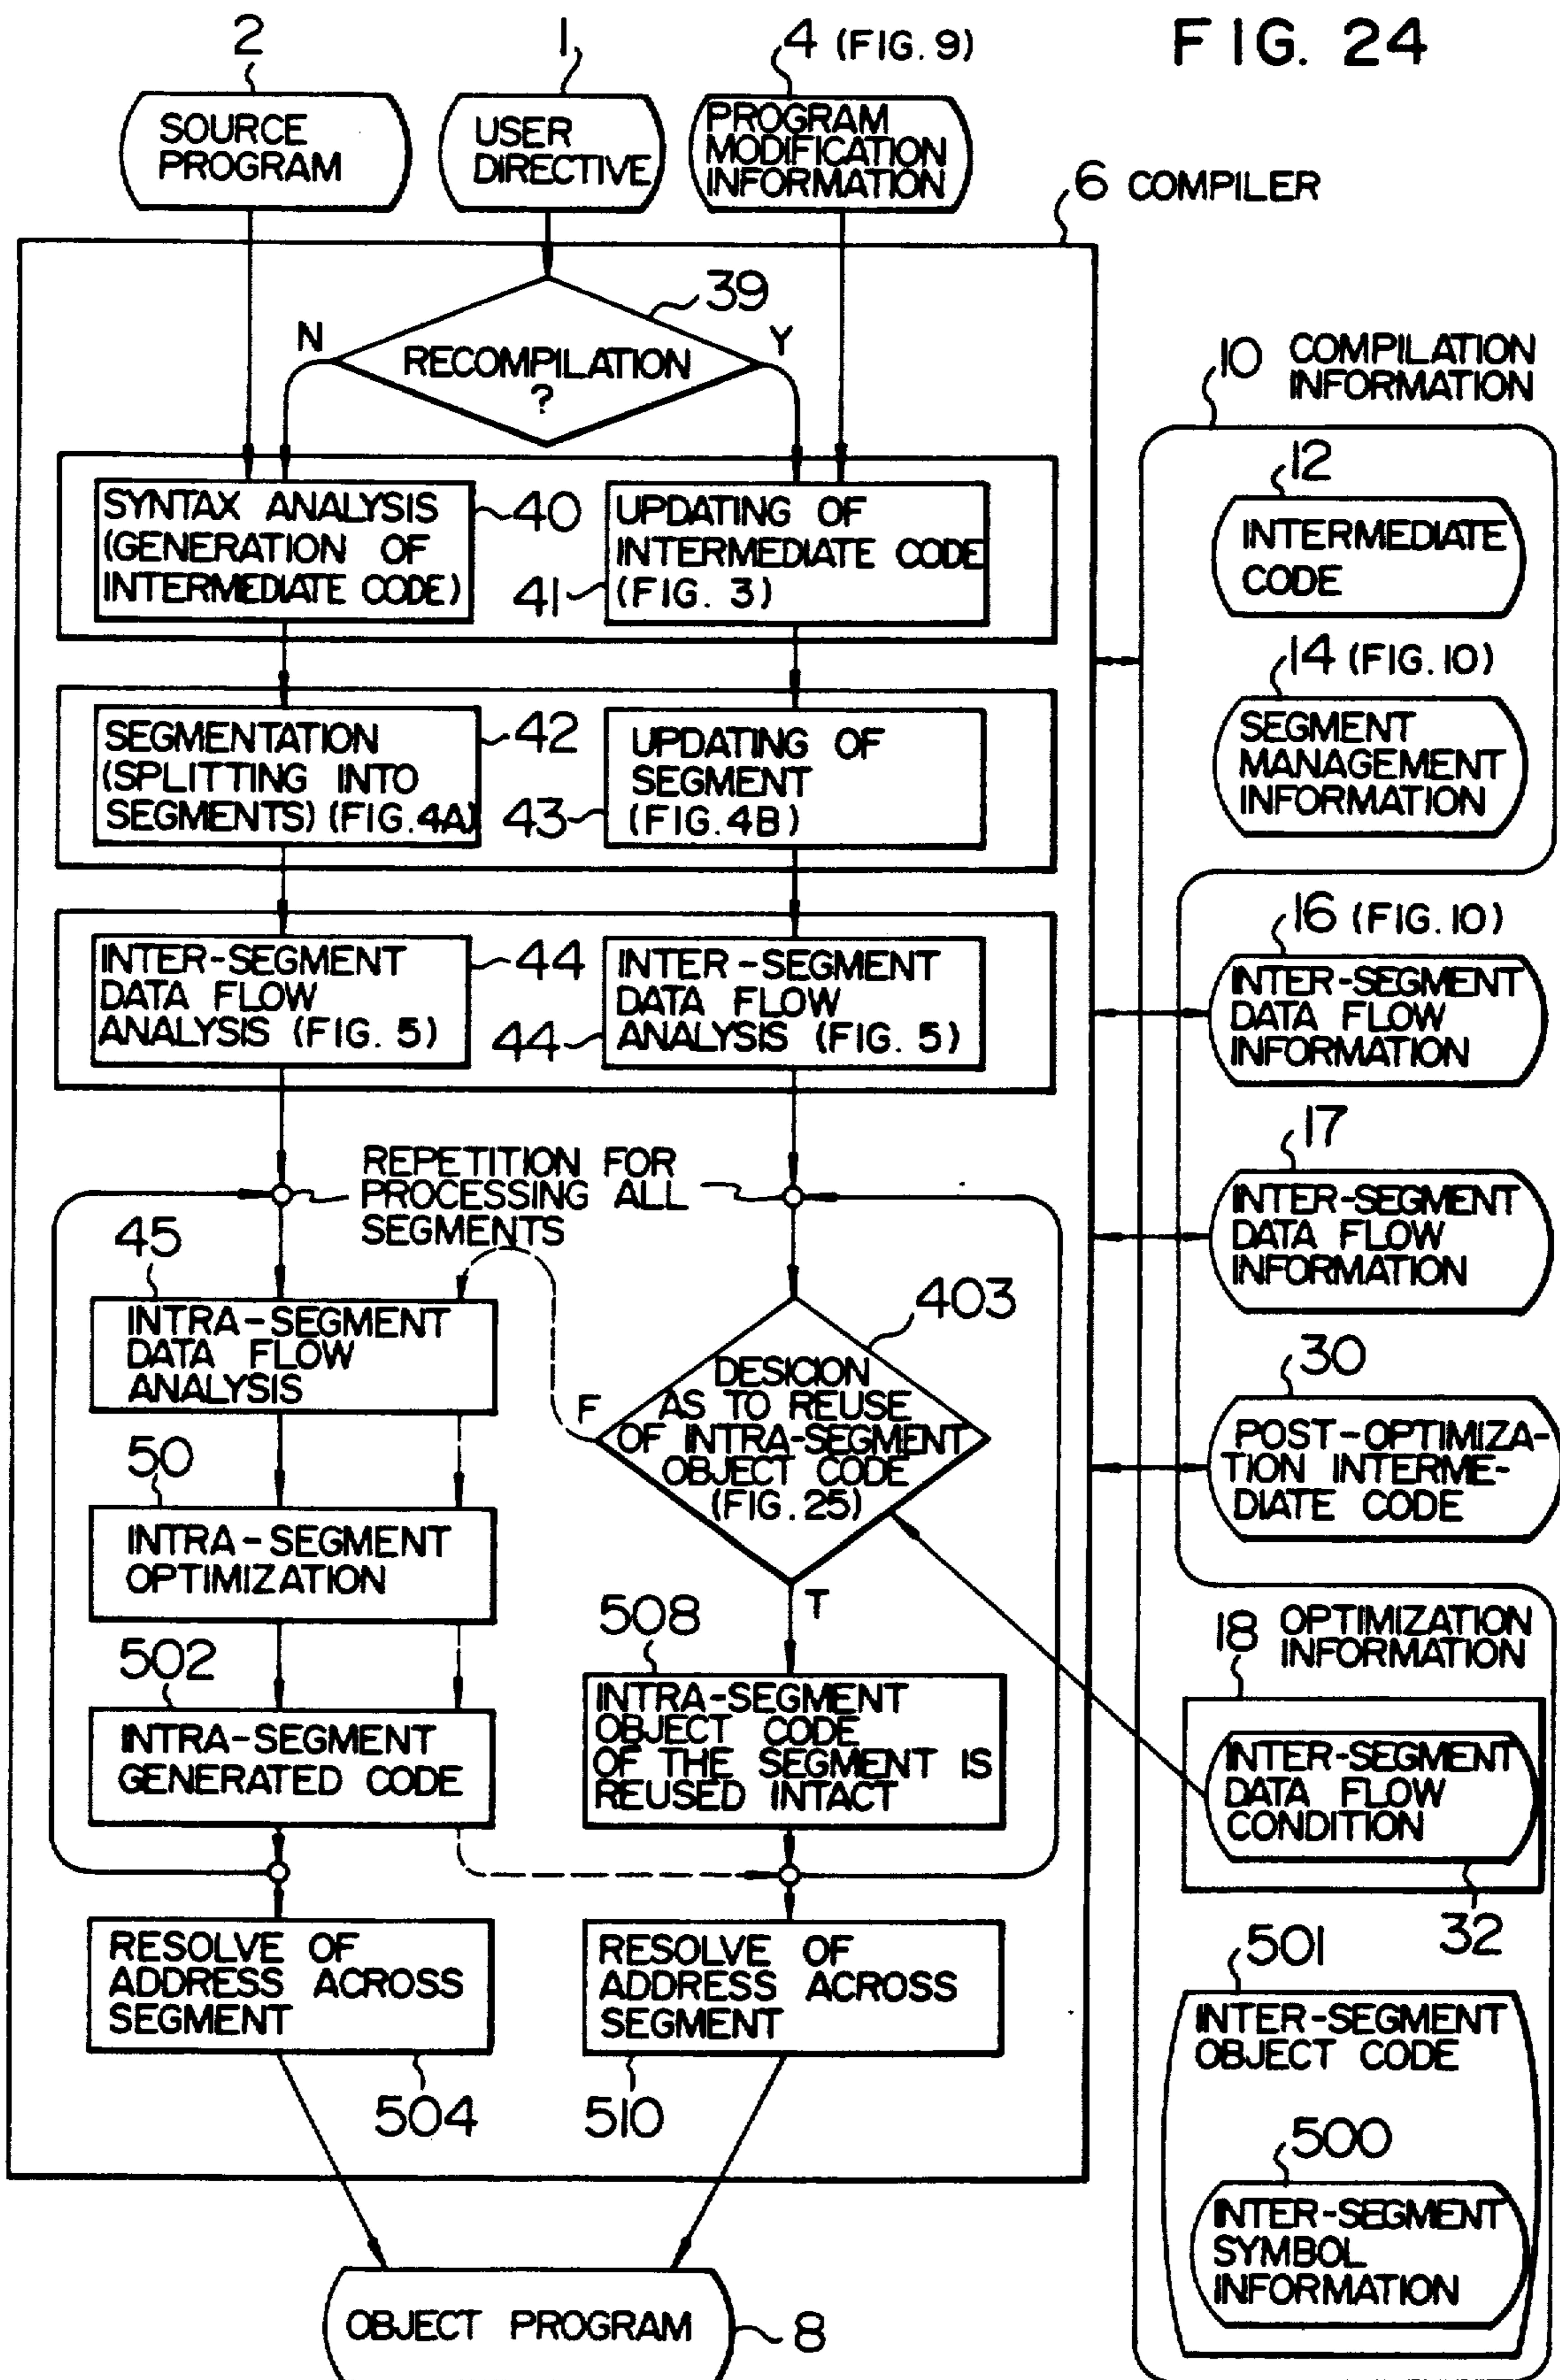 FIG. 24
2
1
4 (FIG. 9)
SOURCE
PROGRAM
USER
DIRECTIVE
PROGRAM
MODIFICATION
INFORMATION
6 COMPILER
39
N
Y
RECOMPILATION
?
10 COMPILATION
INFORMATION
SYNTAX ANALYSIS
(GENERATION OF
INTERMEDIATE CODE)
40
UPDATING OF
INTERMEDIATE CODE
(FIG. 3)
41
12
INTERMEDIATE
CODE
14 (FIG. 10)
SEGMENT
MANAGEMENT
INFORMATION
SEGMENTATION
(SPLITTING INTO
SEGMENTS) (FIG. 4A)
42
UPDATING OF
SEGMENT
(FIG. 4B)
43
INTER-SEGMENT
DATA FLOW
ANALYSIS (FIG. 5)
44
INTER-SEGMENT
DATA FLOW
ANALYSIS (FIG. 5)
44
16 (FIG. 10)
INTER-SEGMENT
DATA FLOW
INFORMATION
17
INTER-SEGMENT
DATA FLOW
INFORMATION
REPETITION FOR
PROCESSING ALL
SEGMENTS
45
INTRA-SEGMENT
DATA FLOW
ANALYSIS
403
F
DESICION
AS TO REUSE
OF INTRA-SEGMENT
OBJECT CODE
(FIG. 25)
T
30
POST-OPTIMIZA-
TION INTERME-
DIATE CODE
50
INTRA-SEGMENT
OPTIMIZATION
502
INTRA-SEGMENT
GENERATED CODE
508
INTRA-SEGMENT
OBJECT CODE
OF THE SEGMENT IS
REUSED INTACT
18 OPTIMIZATION
INFORMATION
INTER-SEGMENT
DATA FLOW
CONDITION
32
RESOLVE OF
ADDRESS ACROSS
SEGMENT
504
RESOLVE OF
ADDRESS ACROSS
SEGMENT
510
501
INTER-SEGMENT
OBJECT CODE
500
INTER-SEGMENT
SYMBOL
INFORMATION
OBJECT PROGRAM
8